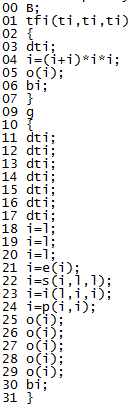 00 B;
01 tfi(ti,ti,ti)
02 {
03 dti;
04 i=(i+i)*i*i;
05 o(i);
06 bi;
07 }
09 g
10 {
11 dti;
12 dti;
13 dti;
14 dti;
15 dti;
16 dti;
17 dti;
18 i=l;
19 i=l;
20 i=l;
21 i=e(i);
22 i=s(i,l,l);
23 i=i(l,i,i);
24 i=p(i,i);
25 o(i);
26 o(i);
27 o(i);
28 o(i);
29 o(i);
30 bi;
31 }